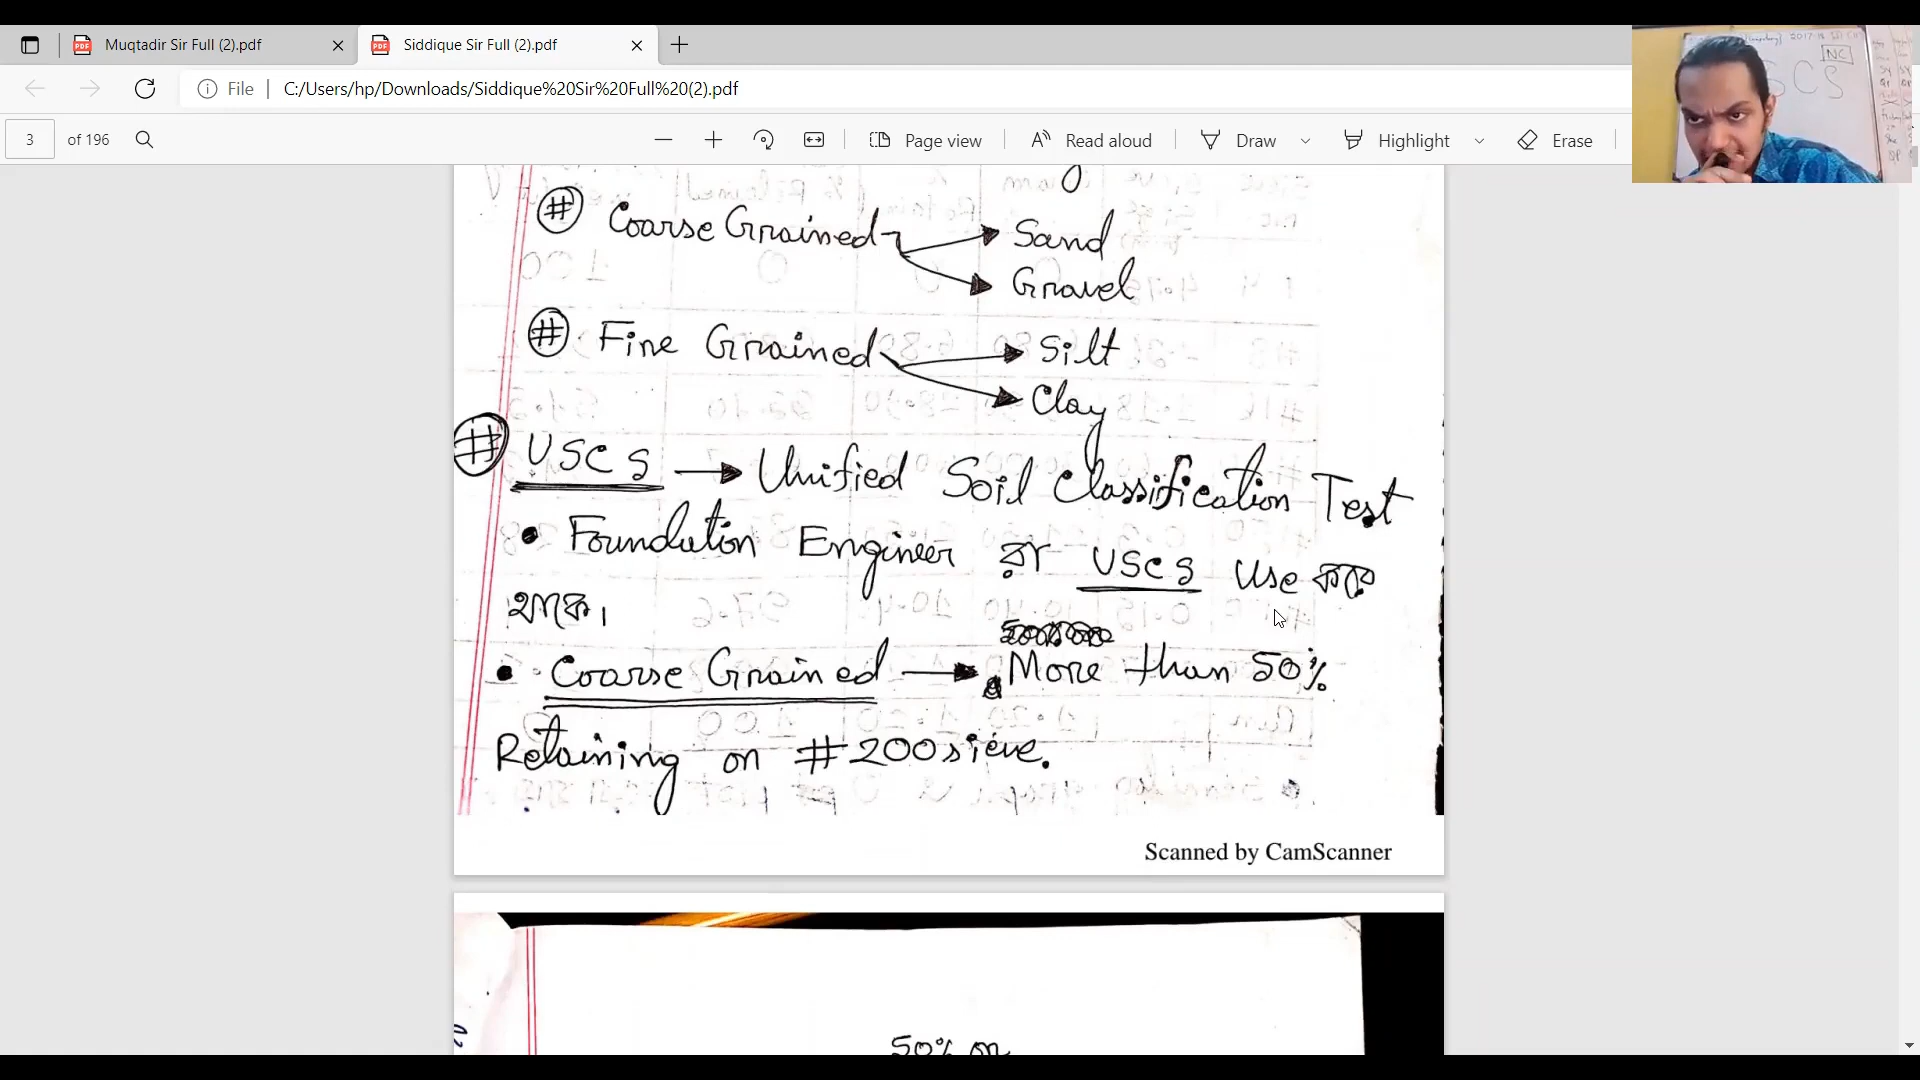 Muqtadir Sir Full (2).pdf
Siddique Sir Full (2).pdf
File
C:/Users/hp/Downloads/Siddique%20Sir%20Full%20(2).pdf
3 of 196
Page view
Read aloud
Draw
Highlight
Erase
NC
SCS
# Coarse Grained
Sand
Gravel
# Fine Grained
Silt
Clay
# USCS → Unified Soil Classification Test
• Foundution Engineer রা USCS Use করে
থাকে।
• Coarse Grained → More than 50%
Retaining on #200 sieve.
Scanned by CamScanner
50% on